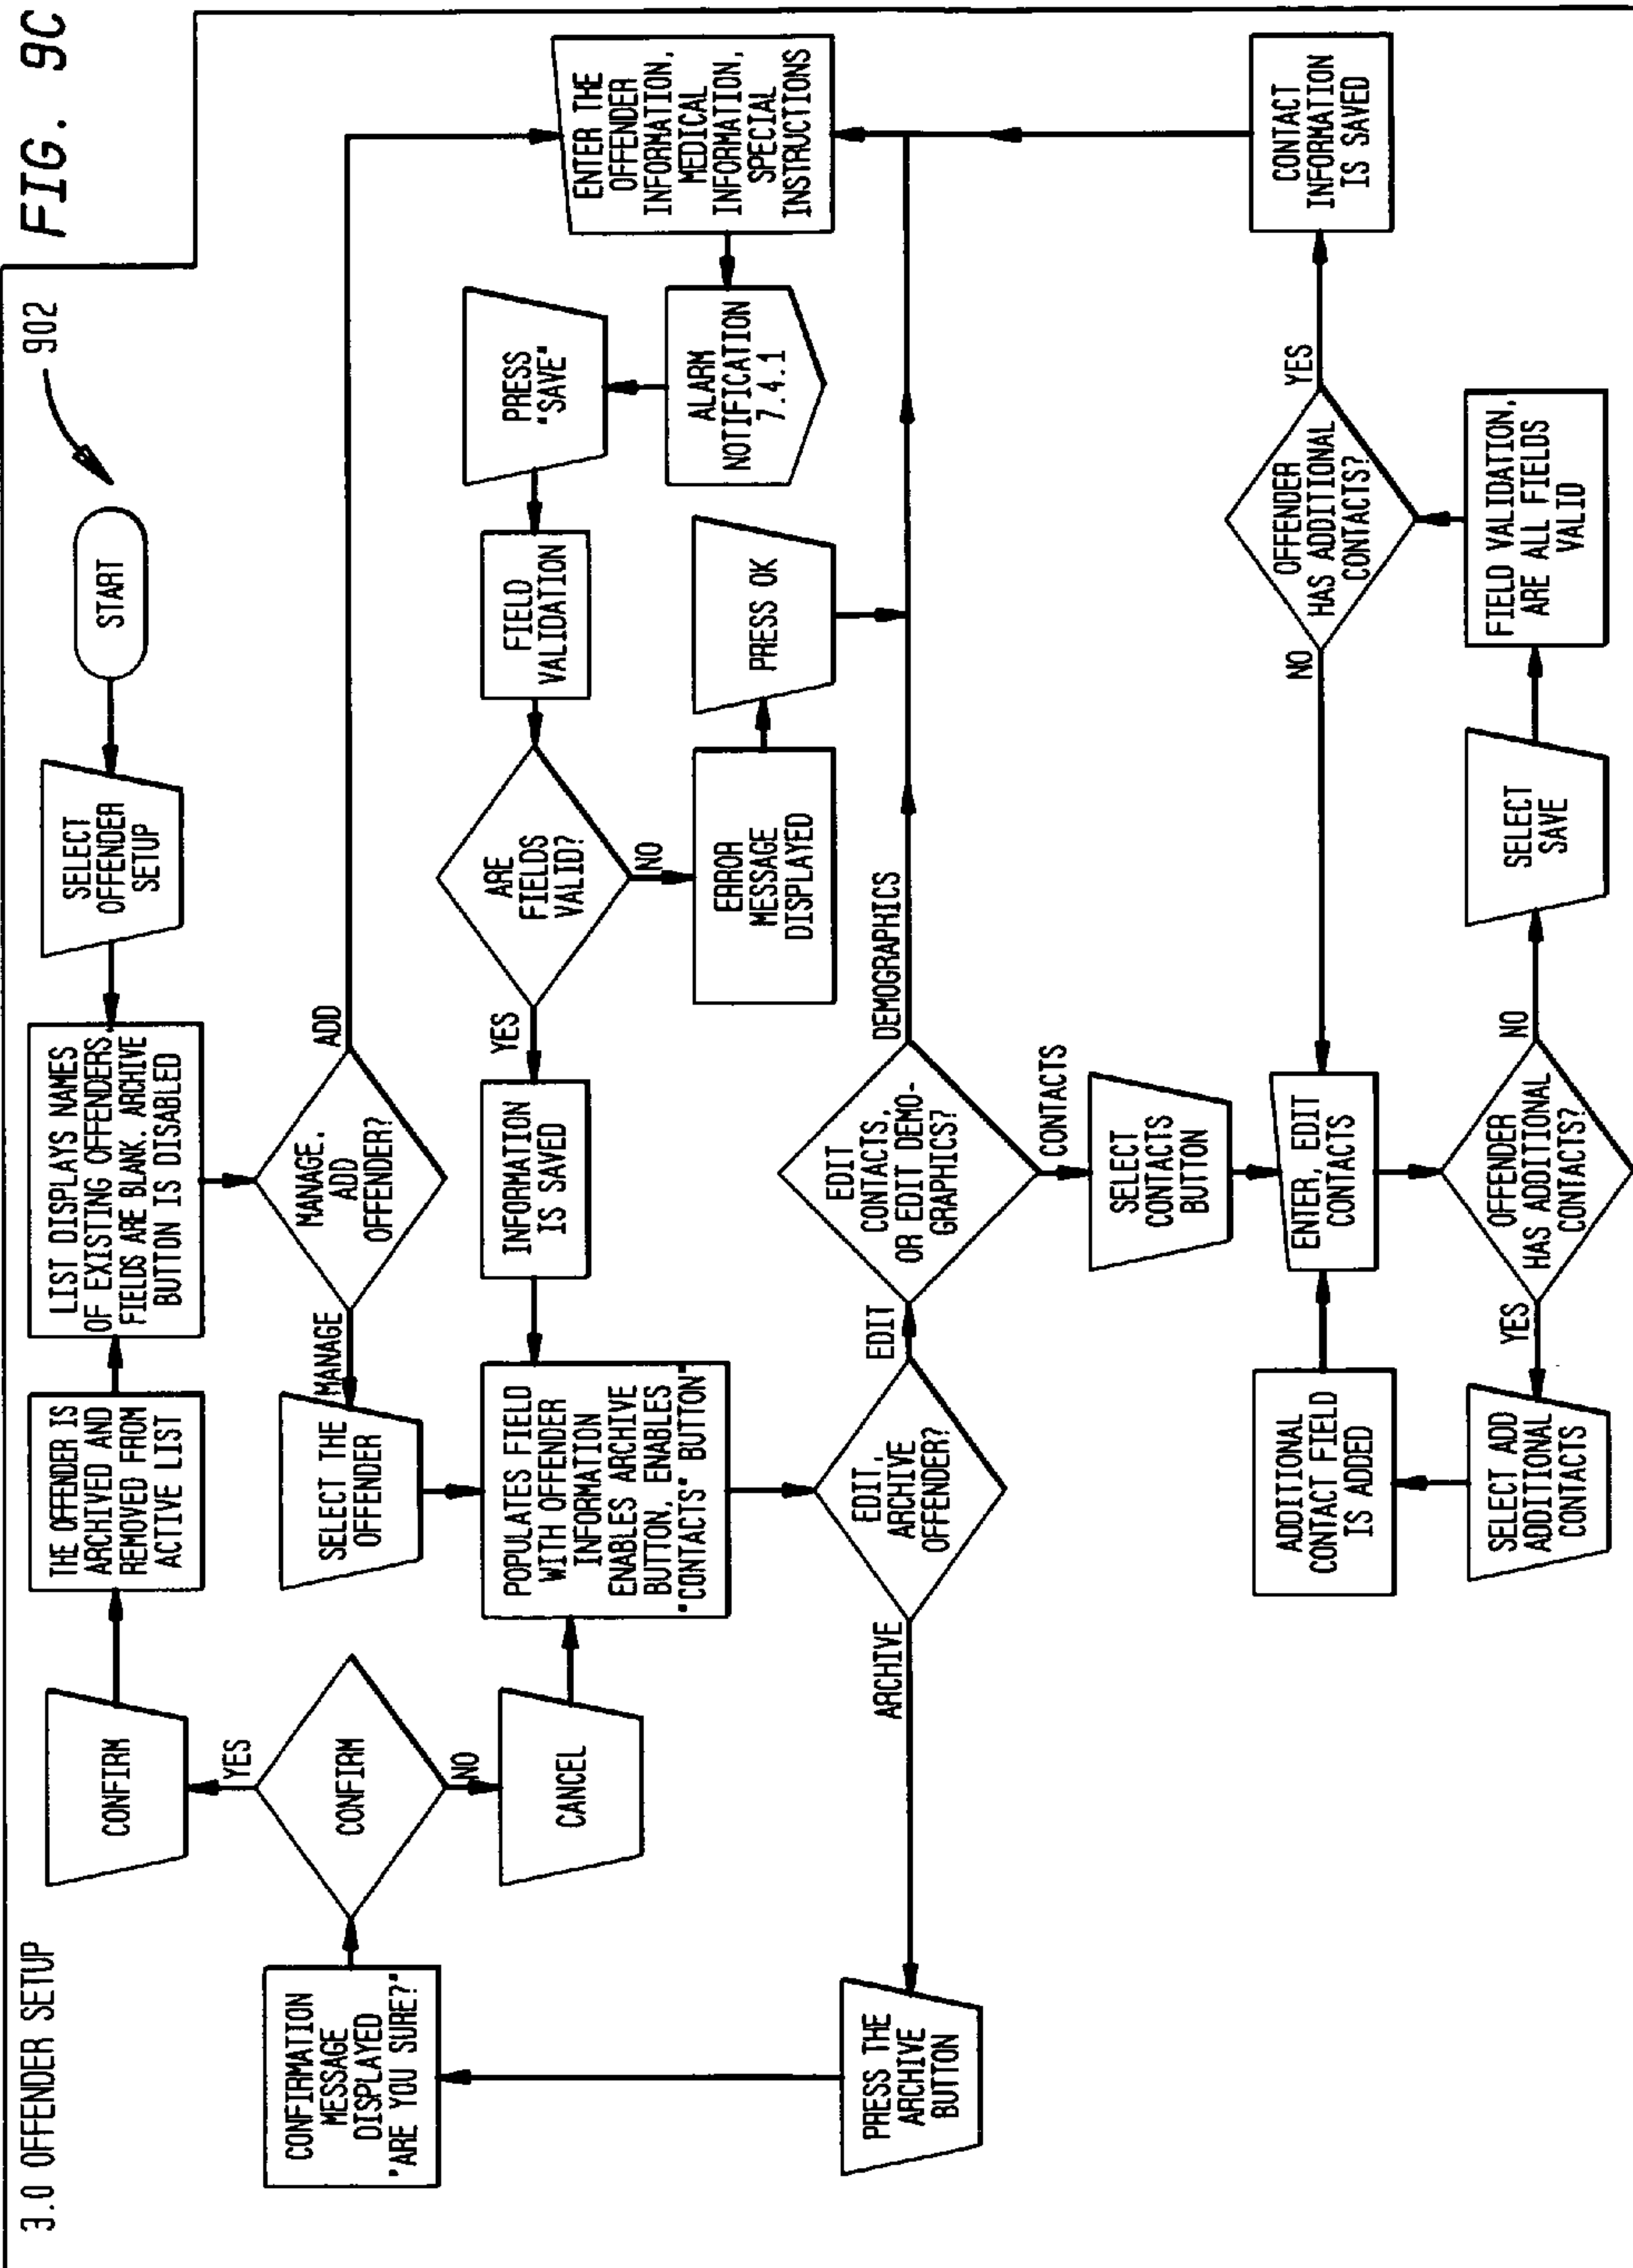 FIG. 9C
3.0 OFFENDER SETUP
902
START
SELECT
OFFENDER
SETUP
LIST DISPLAYS NAMES
OF EXISTING OFFENDERS
FIELDS ARE BLANK. ARCHIVE
BUTTON IS DISABLED
THE OFFENDER IS
ARCHIVED AND
REMOVED FROM
ACTIVE LIST
CONFIRM
YES
CONFIRM
NO
CANCEL
CONFIRMATION
MESSAGE
DISPLAYED
"ARE YOU SURE?"
MANAGE,
ADD
OFFENDER?
ADD
MANAGE
SELECT THE
OFFENDER
ENTER THE
OFFENDER
INFORMATION,
MEDICAL
INFORMATION,
SPECIAL
INSTRUCTIONS
ALARM
NOTIFICATION
7.4.1
PRESS
"SAVE"
FIELD
VALIDATION
ARE
FIELDS
VALID?
NO
ERROR
MESSAGE
DISPLAYED
PRESS OK
YES
INFORMATION
IS SAVED
POPULATES FIELD
WITH OFFENDER
INFORMATION
ENABLES ARCHIVE
BUTTON, ENABLES
"CONTACTS" BUTTON"
EDIT,
ARCHIVE
OFFENDER?
ARCHIVE
PRESS THE
ARCHIVE
BUTTON
EDIT
EDIT
CONTACTS,
OR EDIT DEMO-
GRAPHICS?
DEMOGRAPHICS
CONTACTS
SELECT
CONTACTS
BUTTON
ENTER, EDIT
CONTACTS
OFFENDER
HAS ADDITIONAL
CONTACTS?
YES
SELECT ADD
ADDITIONAL
CONTACTS
ADDITIONAL
CONTACT FIELD
IS ADDED
NO
SELECT
SAVE
FIELD VALIDATION,
ARE ALL FIELDS
VALID
OFFENDER
HAS ADDITIONAL
CONTACTS?
NO
YES
CONTACT
INFORMATION
IS SAVED